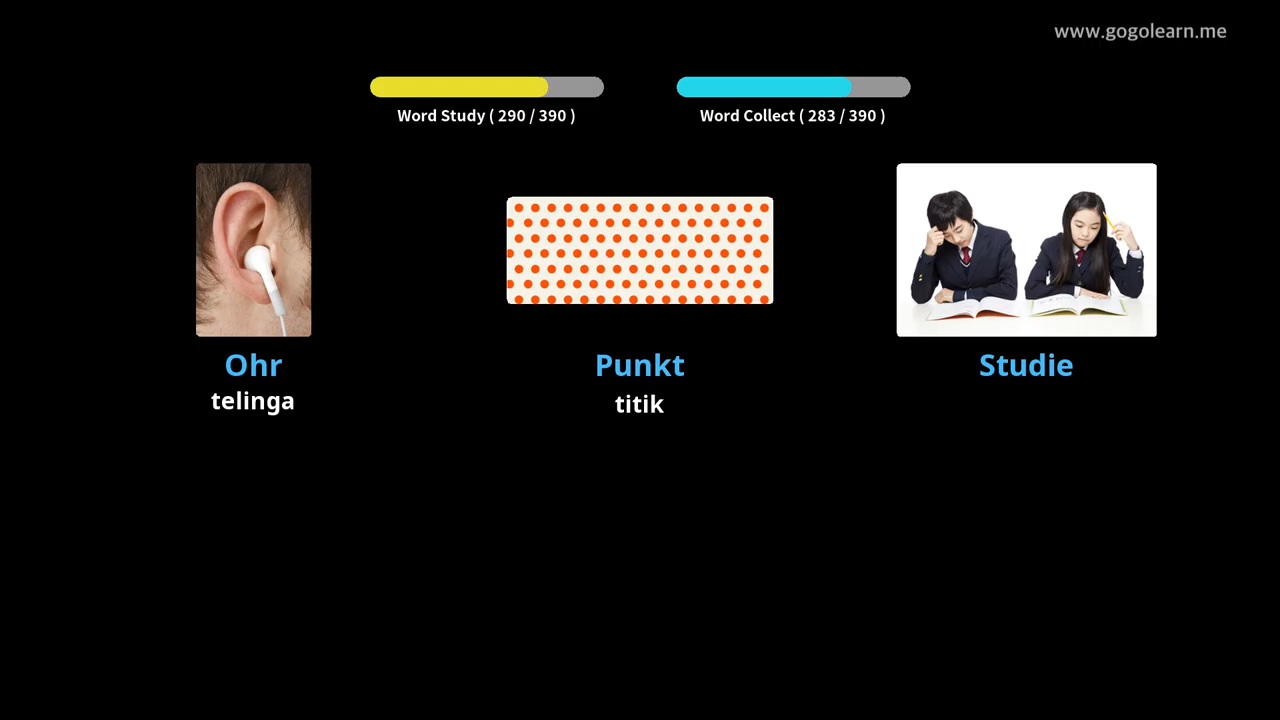 www.gogolearn.me
Word Study ( 290 / 390 )
Word Collect ( 283 / 390 )
Ohr
telinga
Punkt
titik
Studie